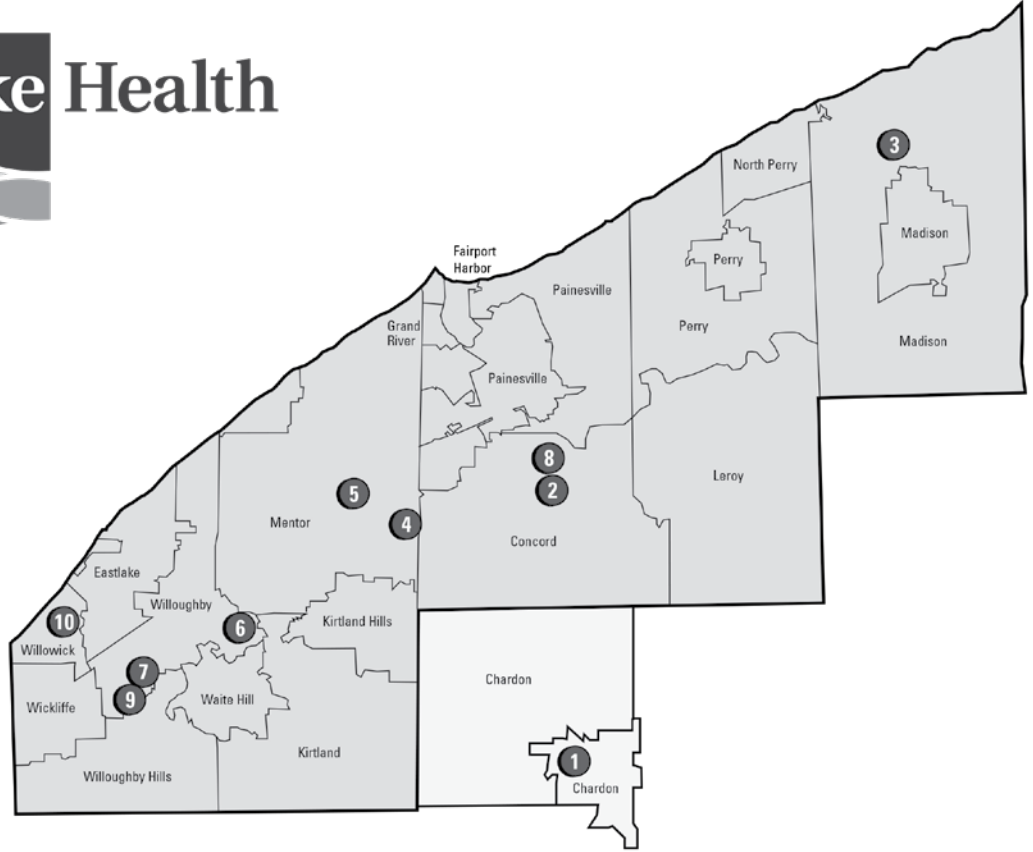 ke Health
3
North Perry
Madison
Fairport
Harbor
Perry
Painesville
Grand
River
Perry
Madison
Painesville
8
Leroy
2
5
4
Mentor
Concord
Eastlake
Willoughby
10
6
Kirtland Hills
Willowick
7
Chardon
9
Waite Hill
Wickliffe
Kirtland
1
Willoughby Hills
Chardon